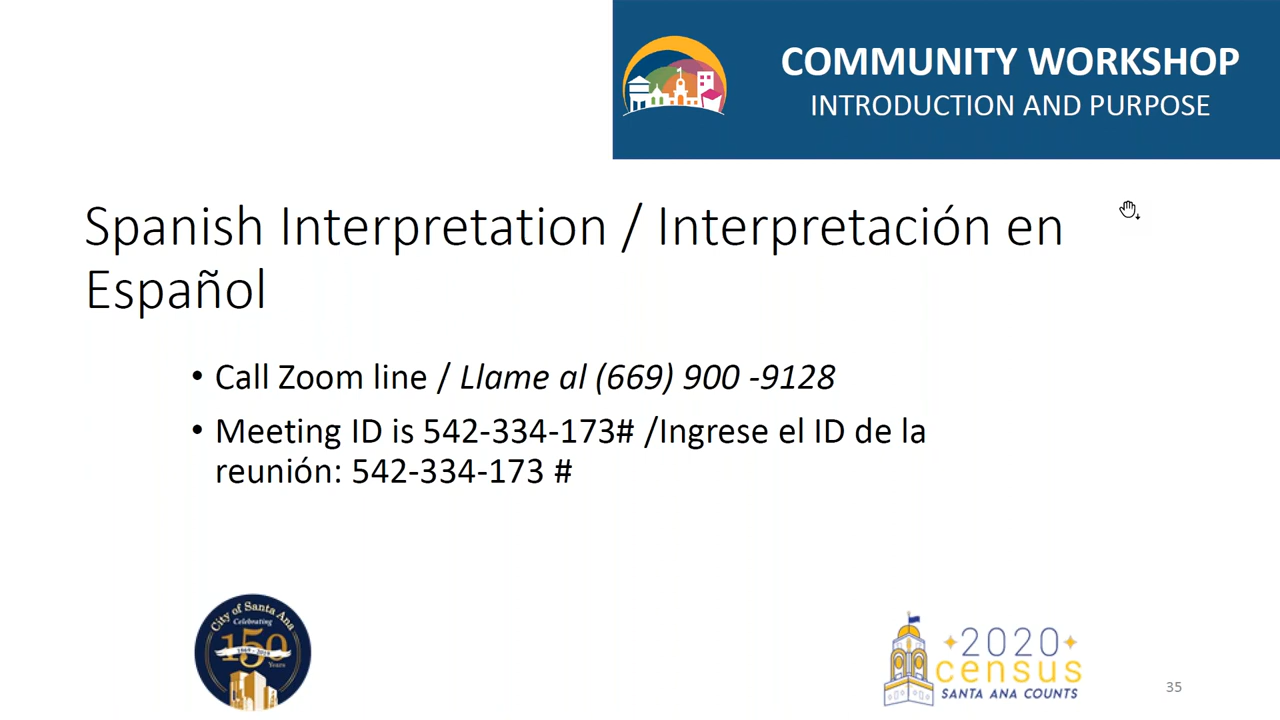 COMMUNITY WORKSHOP
INTRODUCTION AND PURPOSE
Spanish Interpretation / Interpretación en
Español
• Call Zoom line / Llame al (669) 900 -9128
• Meeting ID is 542-334-173# /Ingrese el ID de la
reunión: 542-334-173 #
City of Santa Ana
Celebrating
150
1869 - 2019
Years
2020
census
SANTA ANA COUNTS
35